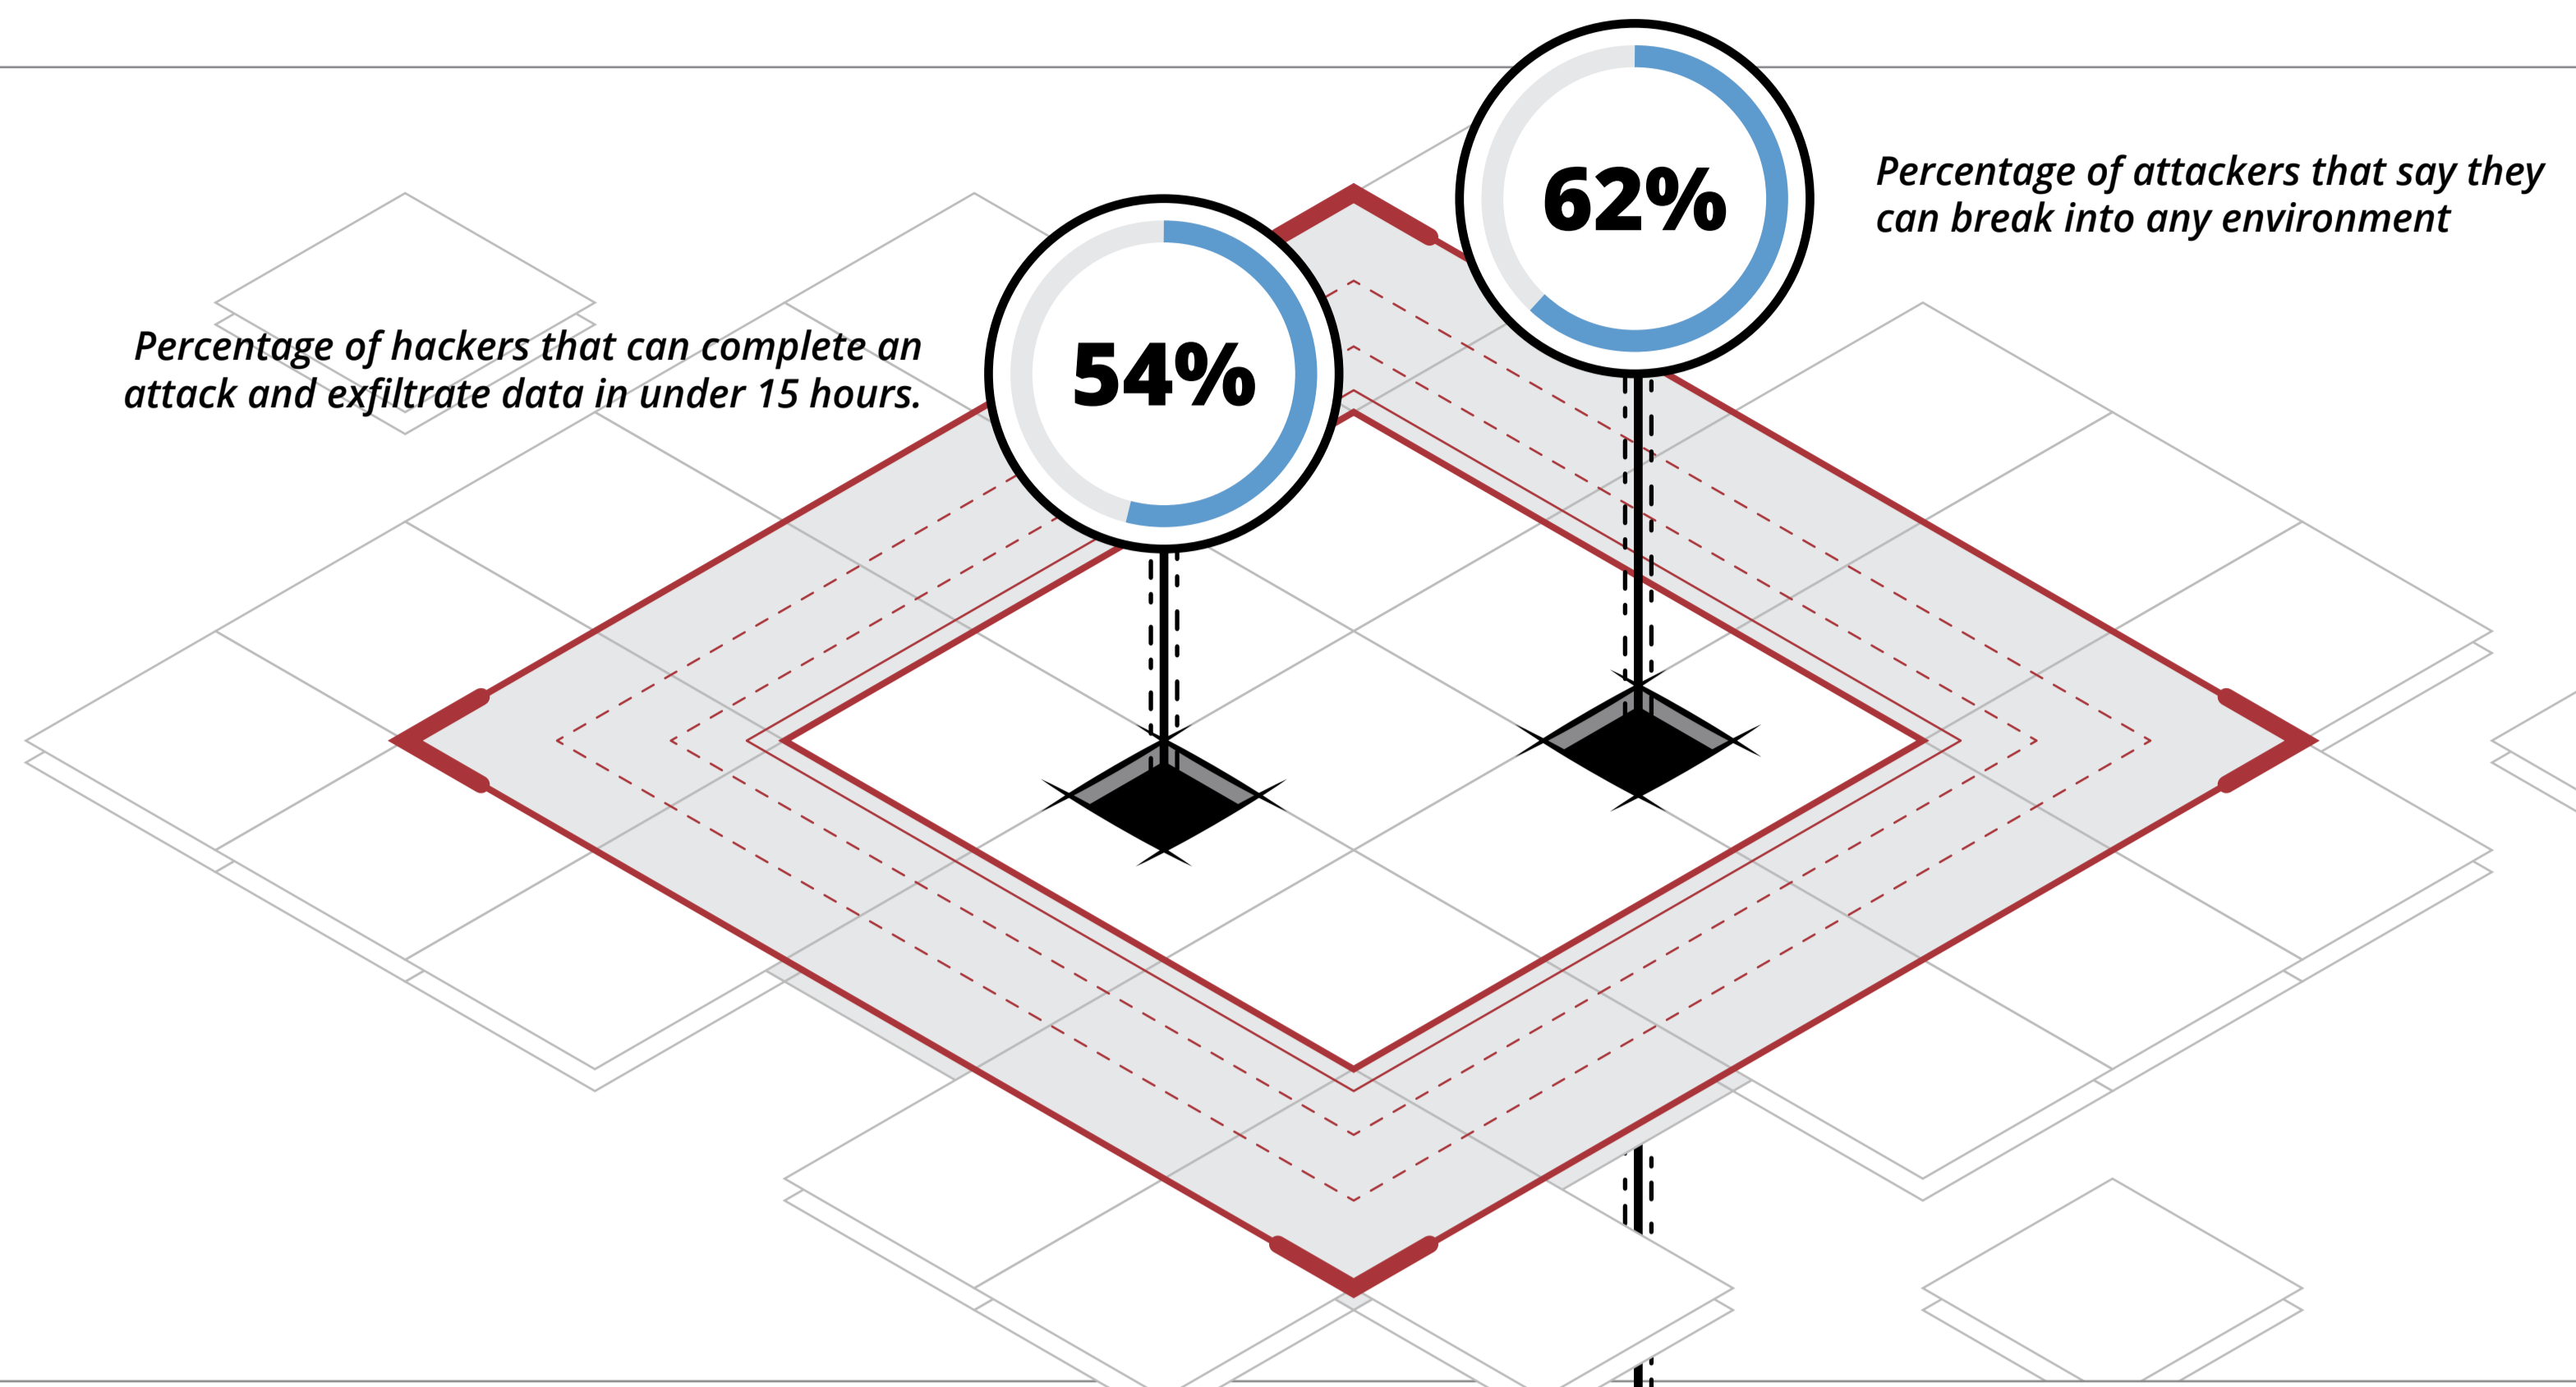 62%
Percentage of attackers that say they
can break into any environment
Percentage of hackers that can complete an
attack and exfiltrate data in under 15 hours.
54%